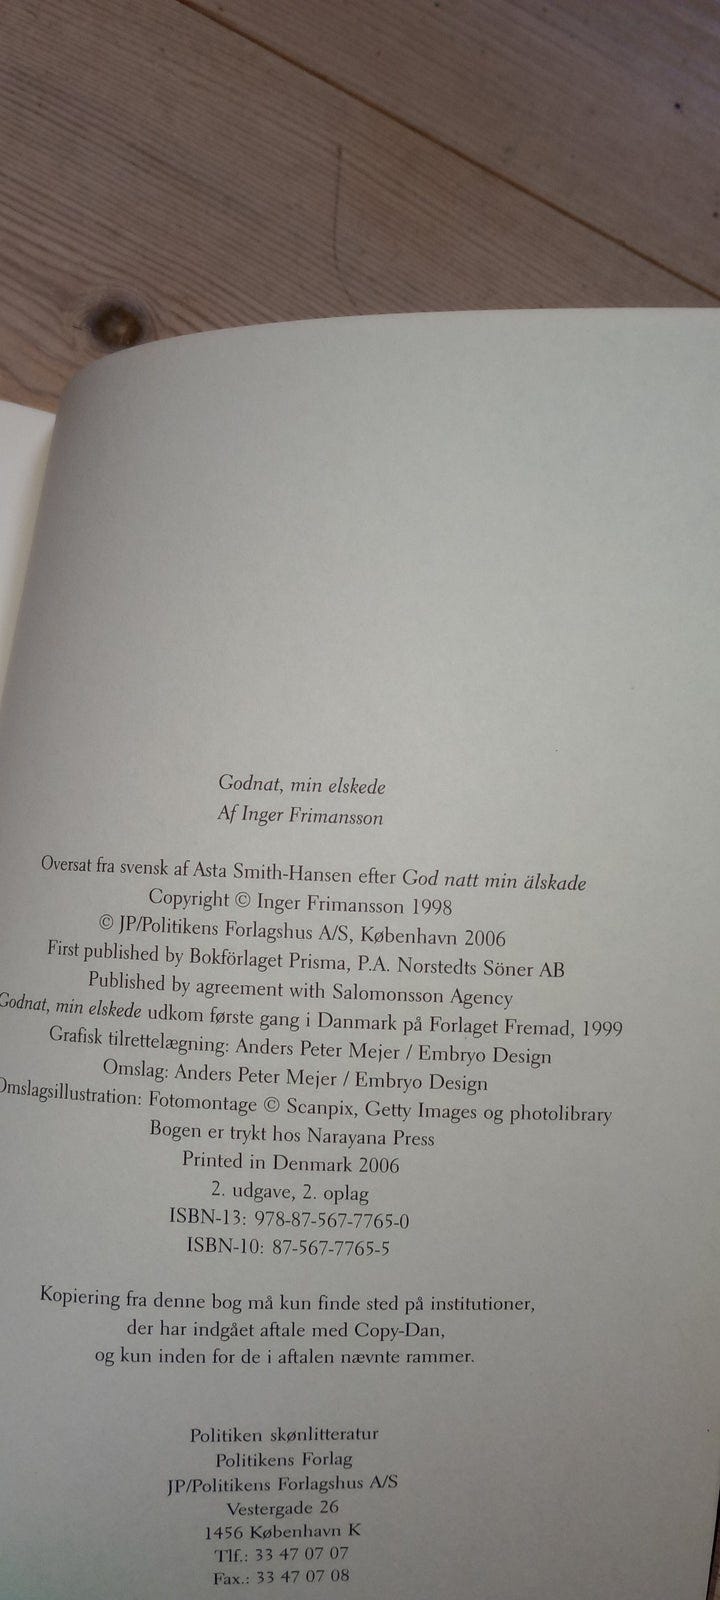 Godnat, min elskede
Af Inger Frimansson
Oversat fra svensk af Asta Smith-Hansen efter God natt min älskade
Copyright © Inger Frimansson 1998
© JP/Politikens Forlagshus A/S, København 2006
First published by Bokförlaget Prisma, P.A. Norstedts Söner AB
Published by agreement with Salomonsson Agency
Godnat, min elskede udkom første gang i Danmark på Forlaget Fremad, 1999
Grafisk tilrettelægning: Anders Peter Mejer / Embryo Design
Omslag: Anders Peter Mejer / Embryo Design
Omslagsillustration: Fotomontage © Scanpix, Getty Images og photolibrary
Bogen er trykt hos Narayana Press
Printed in Denmark 2006
2. udgave, 2. oplag
ISBN-13: 978-87-567-7765-0
ISBN-10: 87-567-7765-5
Kopiering fra denne bog må kun finde sted på institutioner,
der har indgået aftale med Copy-Dan,
og kun inden for de i aftalen nævnte rammer.
Politiken skønlitteratur
Politikens Forlag
JP/Politikens Forlagshus A/S
Vestergade 26
1456 København K
Tlf.: 33 47 07 07
Fax.: 33 47 07 08